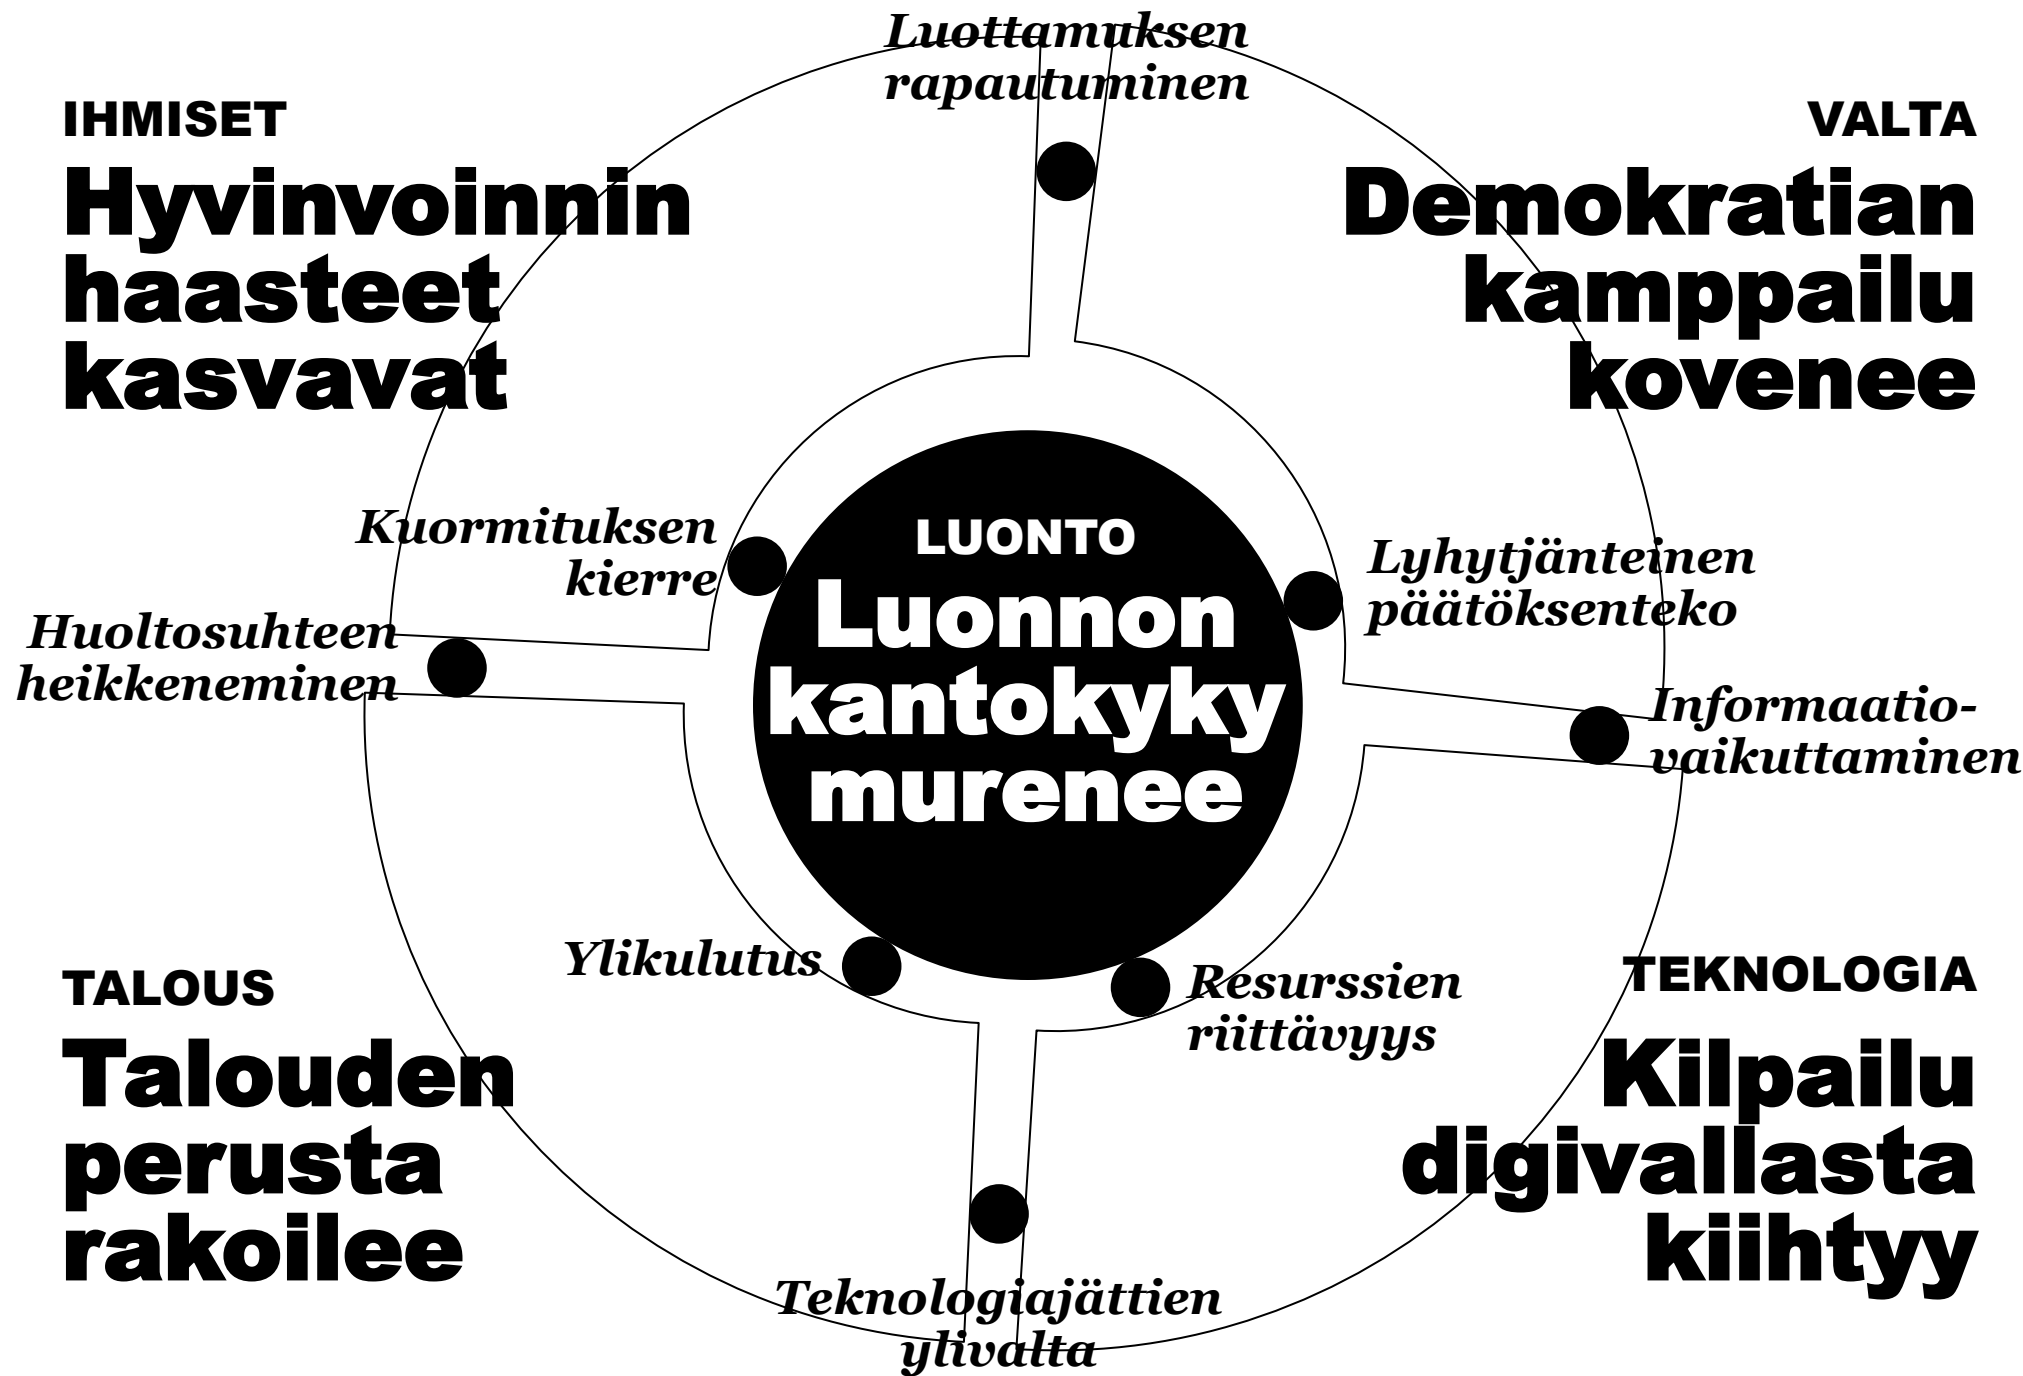 Luottamuksen
rapautuminen
IHMISET
Hyvinvoinnin
haasteet
kasvavat
VALTA
Demokratian
kamppailu
kovenee
Kuormituksen
kierre
Huoltosuhteen
heikkeneminen
LUONTO
Luonnon
kantokyky
murenee
Lyhytjänteinen
päätöksenteko
Informaatio-
vaikuttaminen
Ylikulutus
Resurssien
riittävyys
TALOUS
Talouden
perusta
rakoilee
TEKNOLOGIA
Kilpailu
digivallasta
kiihtyy
Teknologiajättien
ylivalta